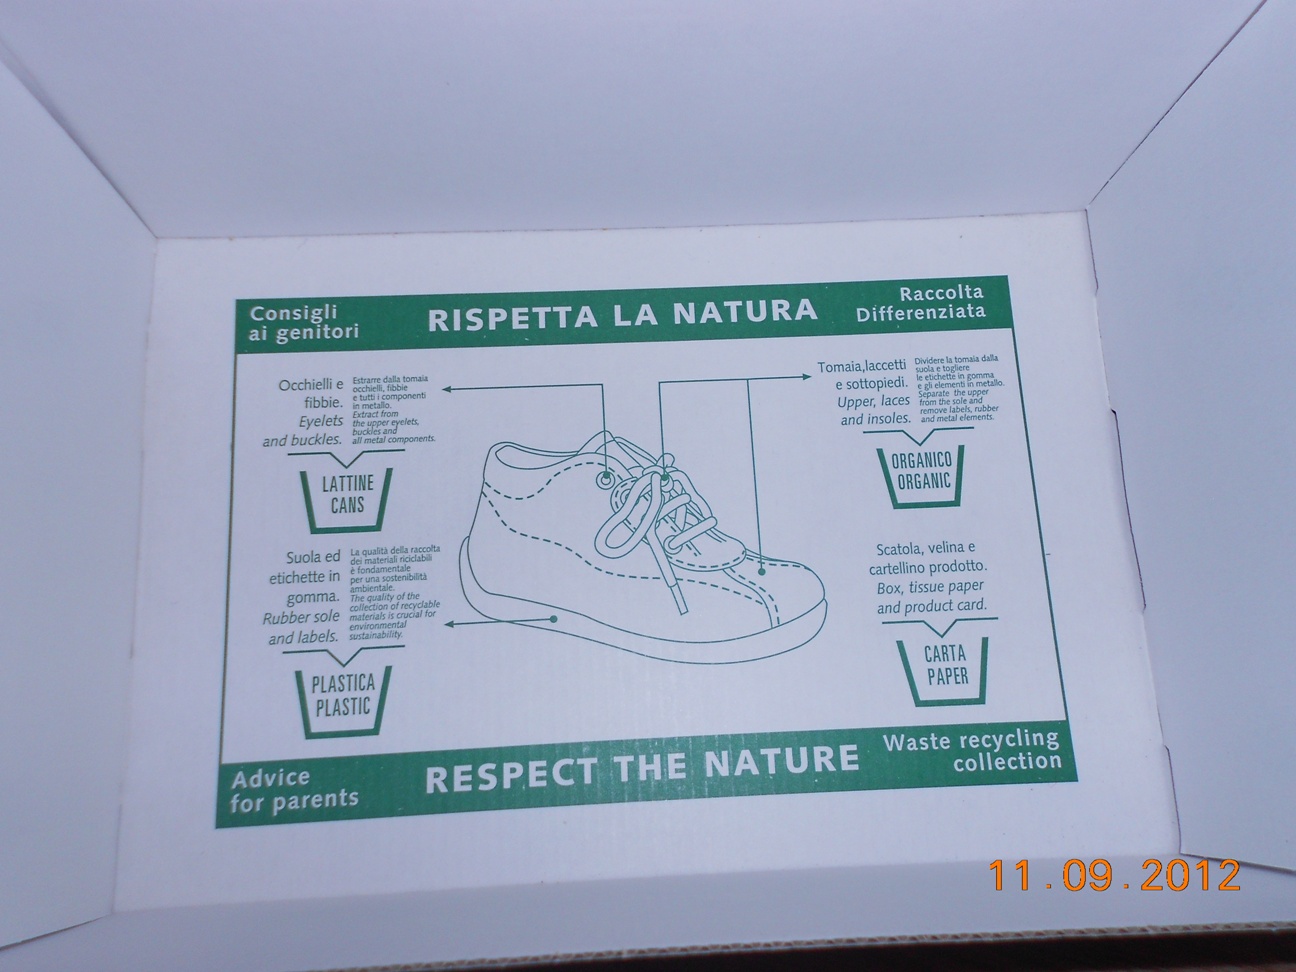 Consigli
ai genitori
RISPETTA LA NATURA
Raccolta
Differenziata
Occhielli e
fibbie.
Eyelets
and buckles.
Estrarre dalla tomaia
occhielli, fibbie
e tutti i componenti
in metallo.
Extract from
the upper eyelets,
buckles and
all metal components.
LATTINE
CANS
Tomaia,laccetti
e sottopiedi.
Upper, laces
and insoles.
Dividere la tomaia dalla
suola e togliere
le etichette in gomma
e gli elementi in metallo.
Separate the upper
from the sole and
remove labels, rubber
and metal elements.
ORGANICO
ORGANIC
Suola ed
etichette in
gomma.
Rubber sole
and labels.
La qualità della raccolta
dei materiali riciclabili
è fondamentale
per una sostenibilità
ambientale.
The quality of the
collection of recyclable
materials is crucial for
environmental
sustainability.
PLASTICA
PLASTIC
Scatola, velina e
cartellino prodotto.
Box, tissue paper
and product card.
CARTA
PAPER
Advice
for parents
RESPECT THE NATURE
Waste recycling
collection
11.09.2012